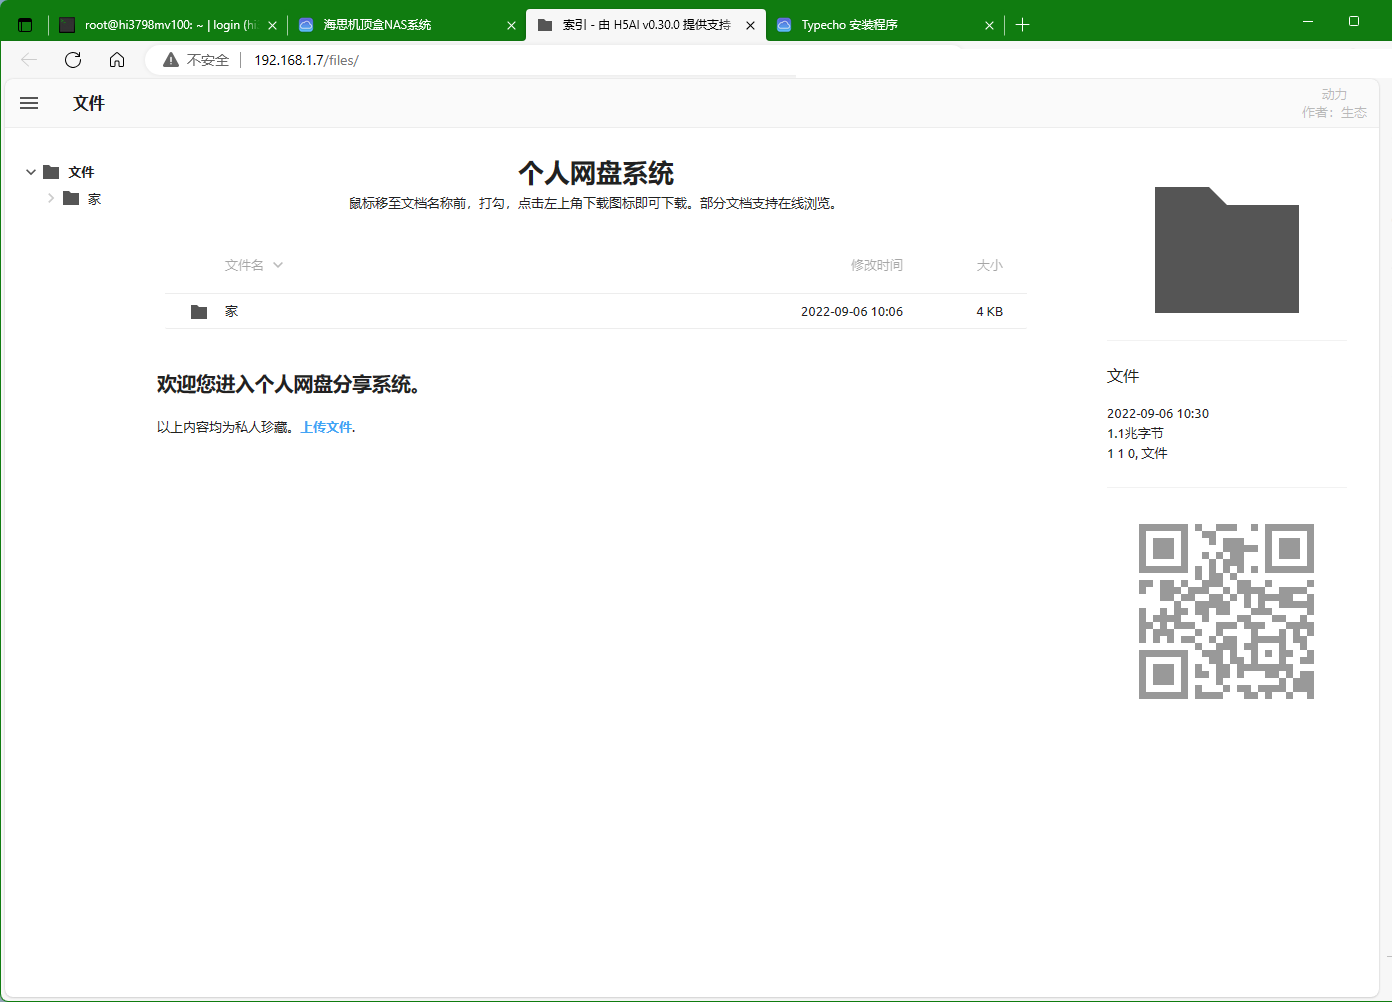 root@hi3798mv100: ~ | login (hi
海思机顶盒NAS系统
索引 - 由 H5AI v0.30.0 提供支持
Typecho 安装程序
不安全
192.168.1.7/files/
文件
动力
作者：生态
文件
家
个人网盘系统
鼠标移至文档名称前，打勾，点击左上角下载图标即可下载。部分文档支持在线浏览。
文件名 修改时间 大小
家 2022-09-06 10:06 4 KB
欢迎您进入个人网盘分享系统。
以上内容均为私人珍藏。上传文件.
文件
2022-09-06 10:30
1.1兆字节
1 1 0, 文件